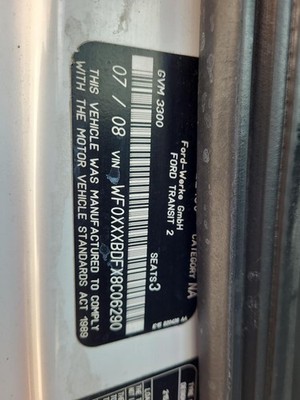 Ford-Werke GmbH
FORD TRANSIT 2
GVM 3300
SEATS 3
CATEGORY NA
07 / 08 VIN WF0XXXBDFX8C06290
THIS VEHICLE WAS MANUFACTURED TO COMPLY
WITH THE MOTOR VEHICLE STANDARDS ACT 1989